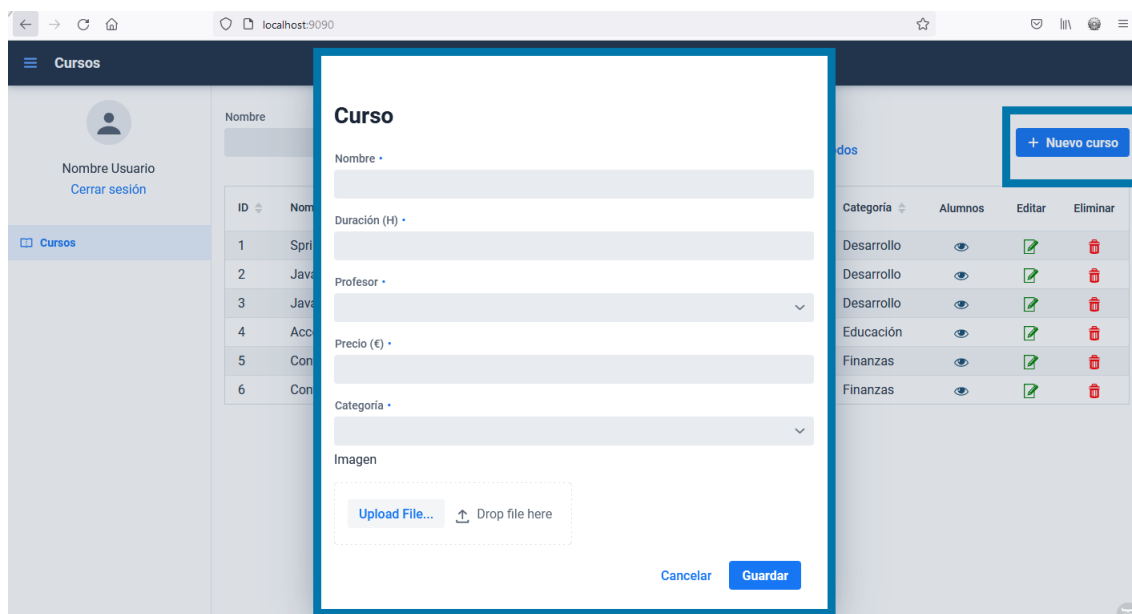 localhost:9090
Cursos
Nombre Usuario
Cerrar sesión
Cursos
Nombre
+ Nuevo curso
ID Categoría Alumnos Editar Eliminar
1 Desarrollo
2 Desarrollo
3 Desarrollo
4 Educación
5 Finanzas
6 Finanzas
Curso
Nombre •
Duración (H) •
Profesor •
Precio (€) •
Categoría •
Imagen
Upload File... Drop file here
Cancelar Guardar